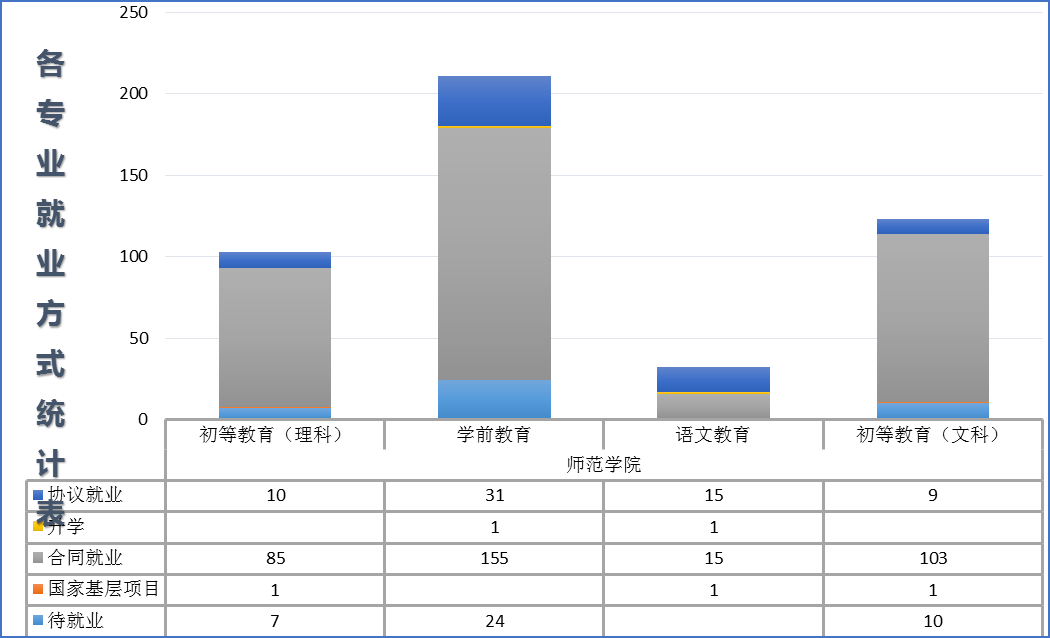 各专业就业方式统计表
250
200
150
100
50
0
初等教育（理科） 学前教育 语文教育 初等教育（文科）
师范学院
协议就业 10 31 15 9
升学 1 1
合同就业 85 155 15 103
国家基层项目 1 1 1
待就业 7 24 10